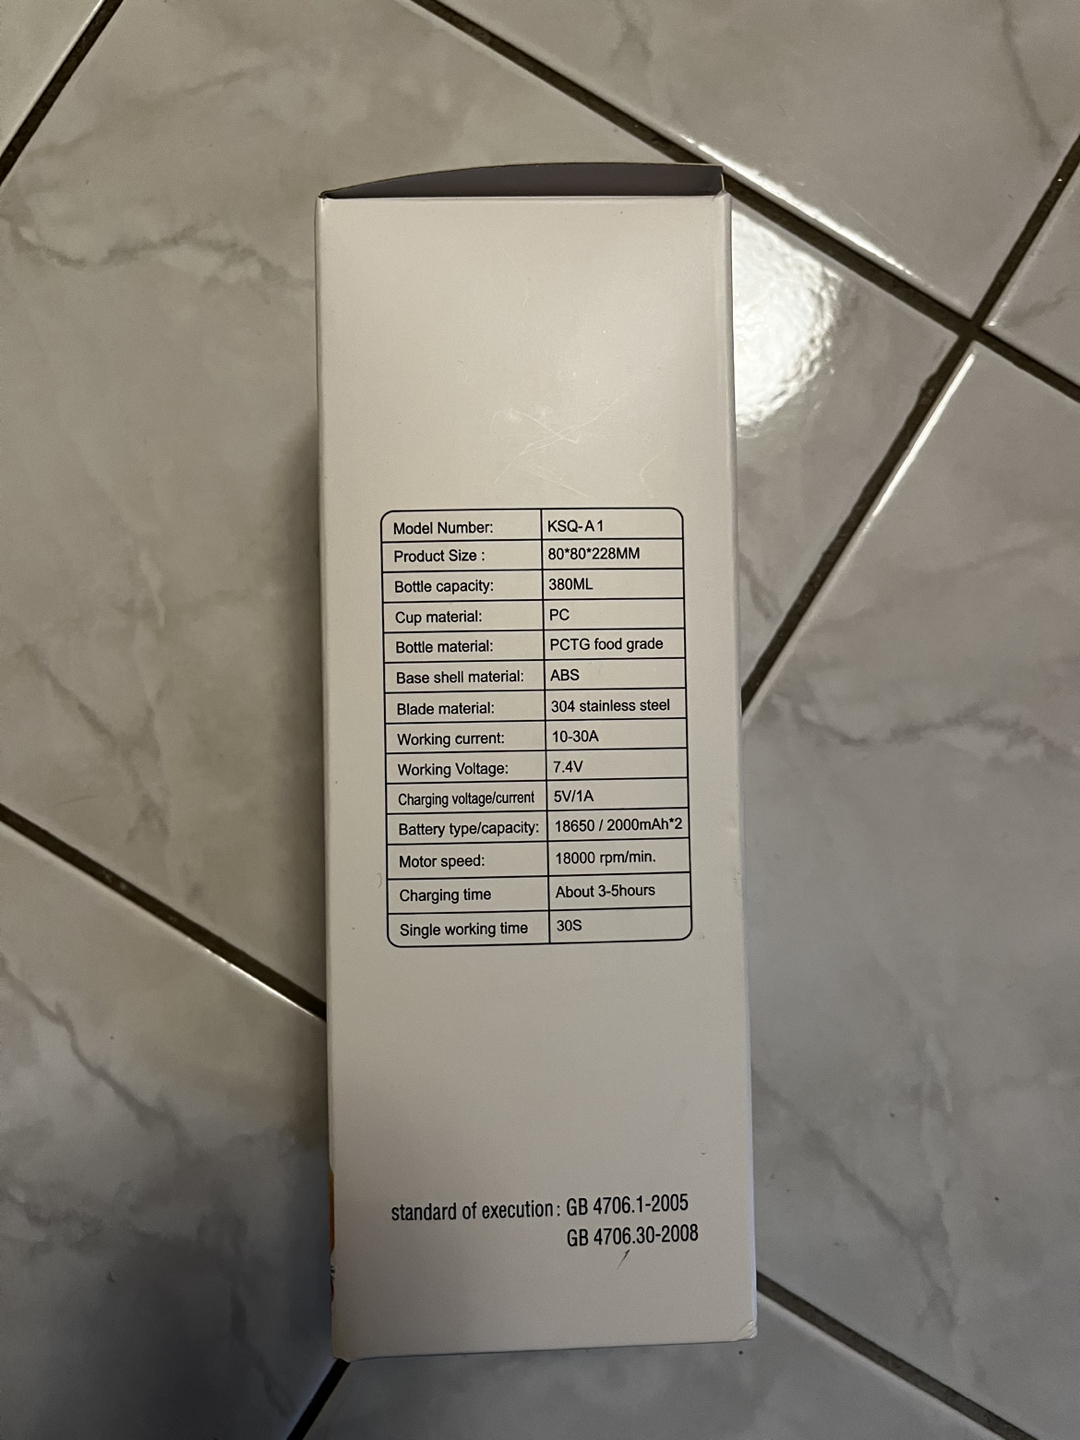 Model Number: KSQ-A1
Product Size : 80*80*228MM
Bottle capacity: 380ML
Cup material: PC
Bottle material: PCTG food grade
Base shell material: ABS
Blade material: 304 stainless steel
Working current: 10-30A
Working Voltage: 7.4V
Charging voltage/current 5V/1A
Battery type/capacity: 18650 / 2000mAh*2
Motor speed: 18000 rpm/min.
Charging time About 3-5hours
Single working time 30S
standard of execution : GB 4706.1-2005
GB 4706.30-2008